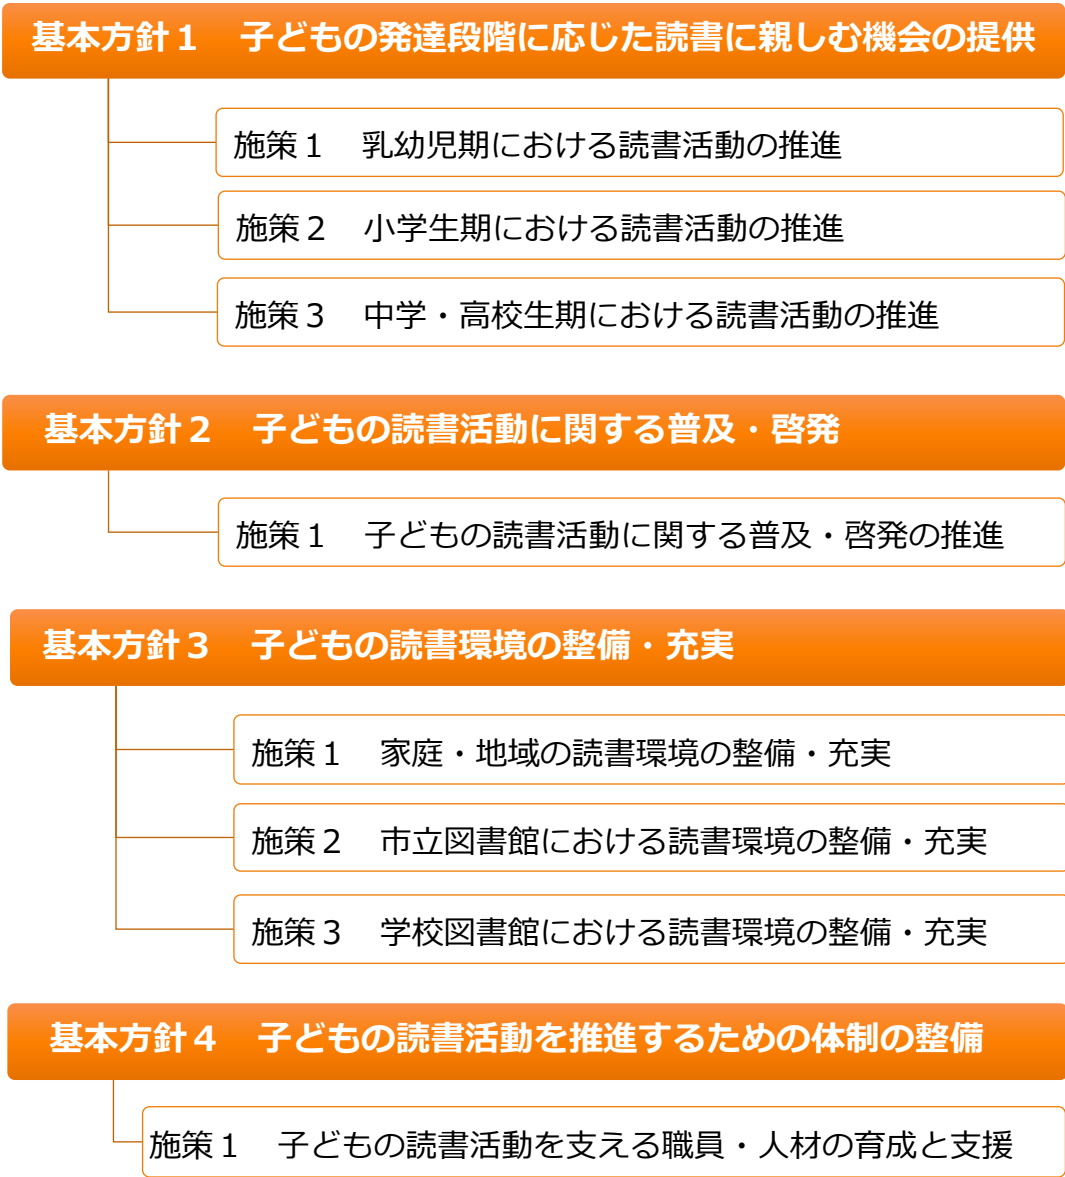 基本方針１　子どもの発達段階に応じた読書に親しむ機会の提供
施策１　乳幼児期における読書活動の推進
施策２　小学生期における読書活動の推進
施策３　中学・高校生期における読書活動の推進
基本方針２　子どもの読書活動に関する普及・啓発
施策１　子どもの読書活動に関する普及・啓発の推進
基本方針３　子どもの読書環境の整備・充実
施策１　家庭・地域の読書環境の整備・充実
施策２　市立図書館における読書環境の整備・充実
施策３　学校図書館における読書環境の整備・充実
基本方針４　子どもの読書活動を推進するための体制の整備
施策１　子どもの読書活動を支える職員・人材の育成と支援